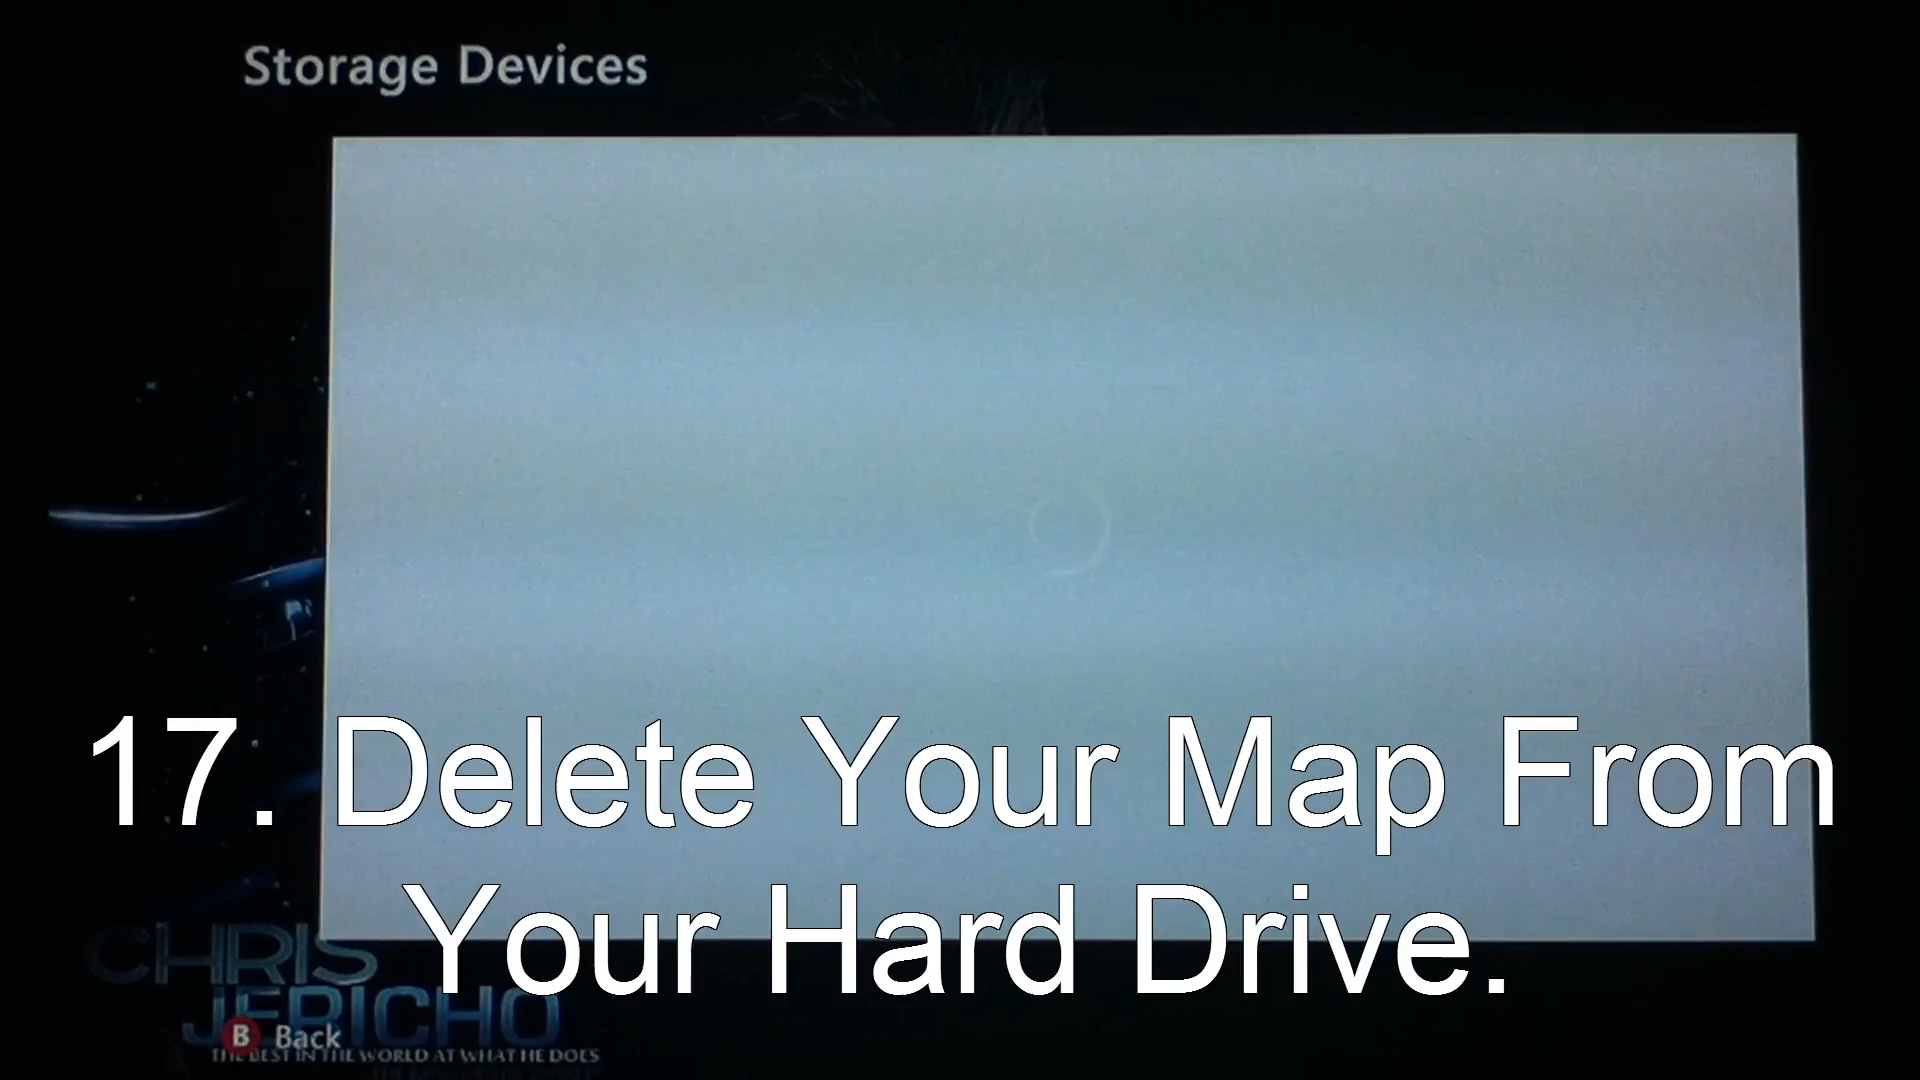 Storage Devices
17. Delete Your Map From
Your Hard Drive.
CHRIS
JERICHO
B Back
THE BEST IN THE WORLD AT WHAT HE DOES